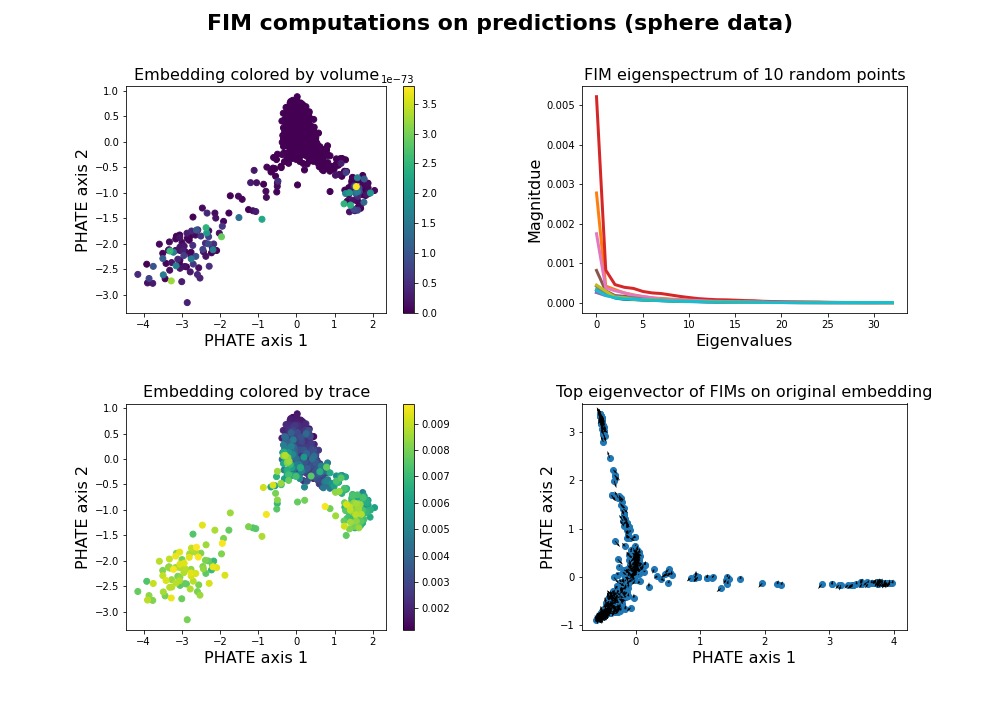 FIM computations on predictions (sphere data)
Embedding colored by volume
1e−73
1.0
0.5
0.0
−0.5
−1.0
−1.5
−2.0
−2.5
−3.0
PHATE axis 2
−4 −3 −2 −1 0 1 2
PHATE axis 1
3.5
3.0
2.5
2.0
1.5
1.0
0.5
0.0
FIM eigenspectrum of 10 random points
0.005
0.004
0.003
0.002
0.001
0.000
Magnitdue
0 5 10 15 20 25 30
Eigenvalues
Embedding colored by trace
1.0
0.5
0.0
−0.5
−1.0
−1.5
−2.0
−2.5
−3.0
PHATE axis 2
−4 −3 −2 −1 0 1 2
PHATE axis 1
0.009
0.008
0.007
0.006
0.005
0.004
0.003
0.002
Top eigenvector of FIMs on original embedding
3
2
1
0
−1
PHATE axis 2
0 1 2 3 4
PHATE axis 1